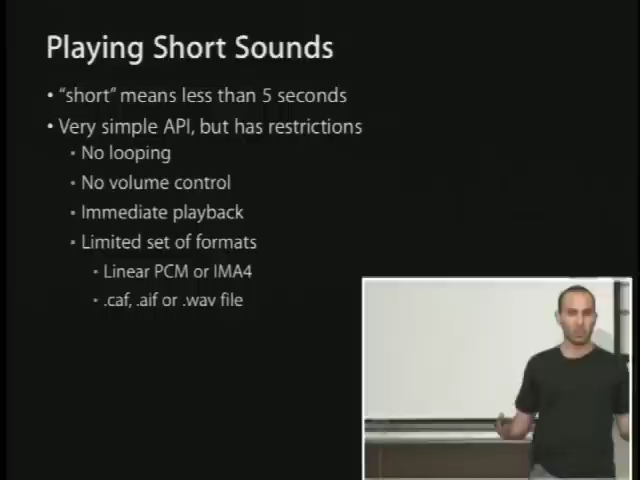 Playing Short Sounds
• “short” means less than 5 seconds
• Very simple API, but has restrictions
▪ No looping
▪ No volume control
▪ Immediate playback
▪ Limited set of formats
▪ Linear PCM or IMA4
▪ .caf, .aif or .wav file